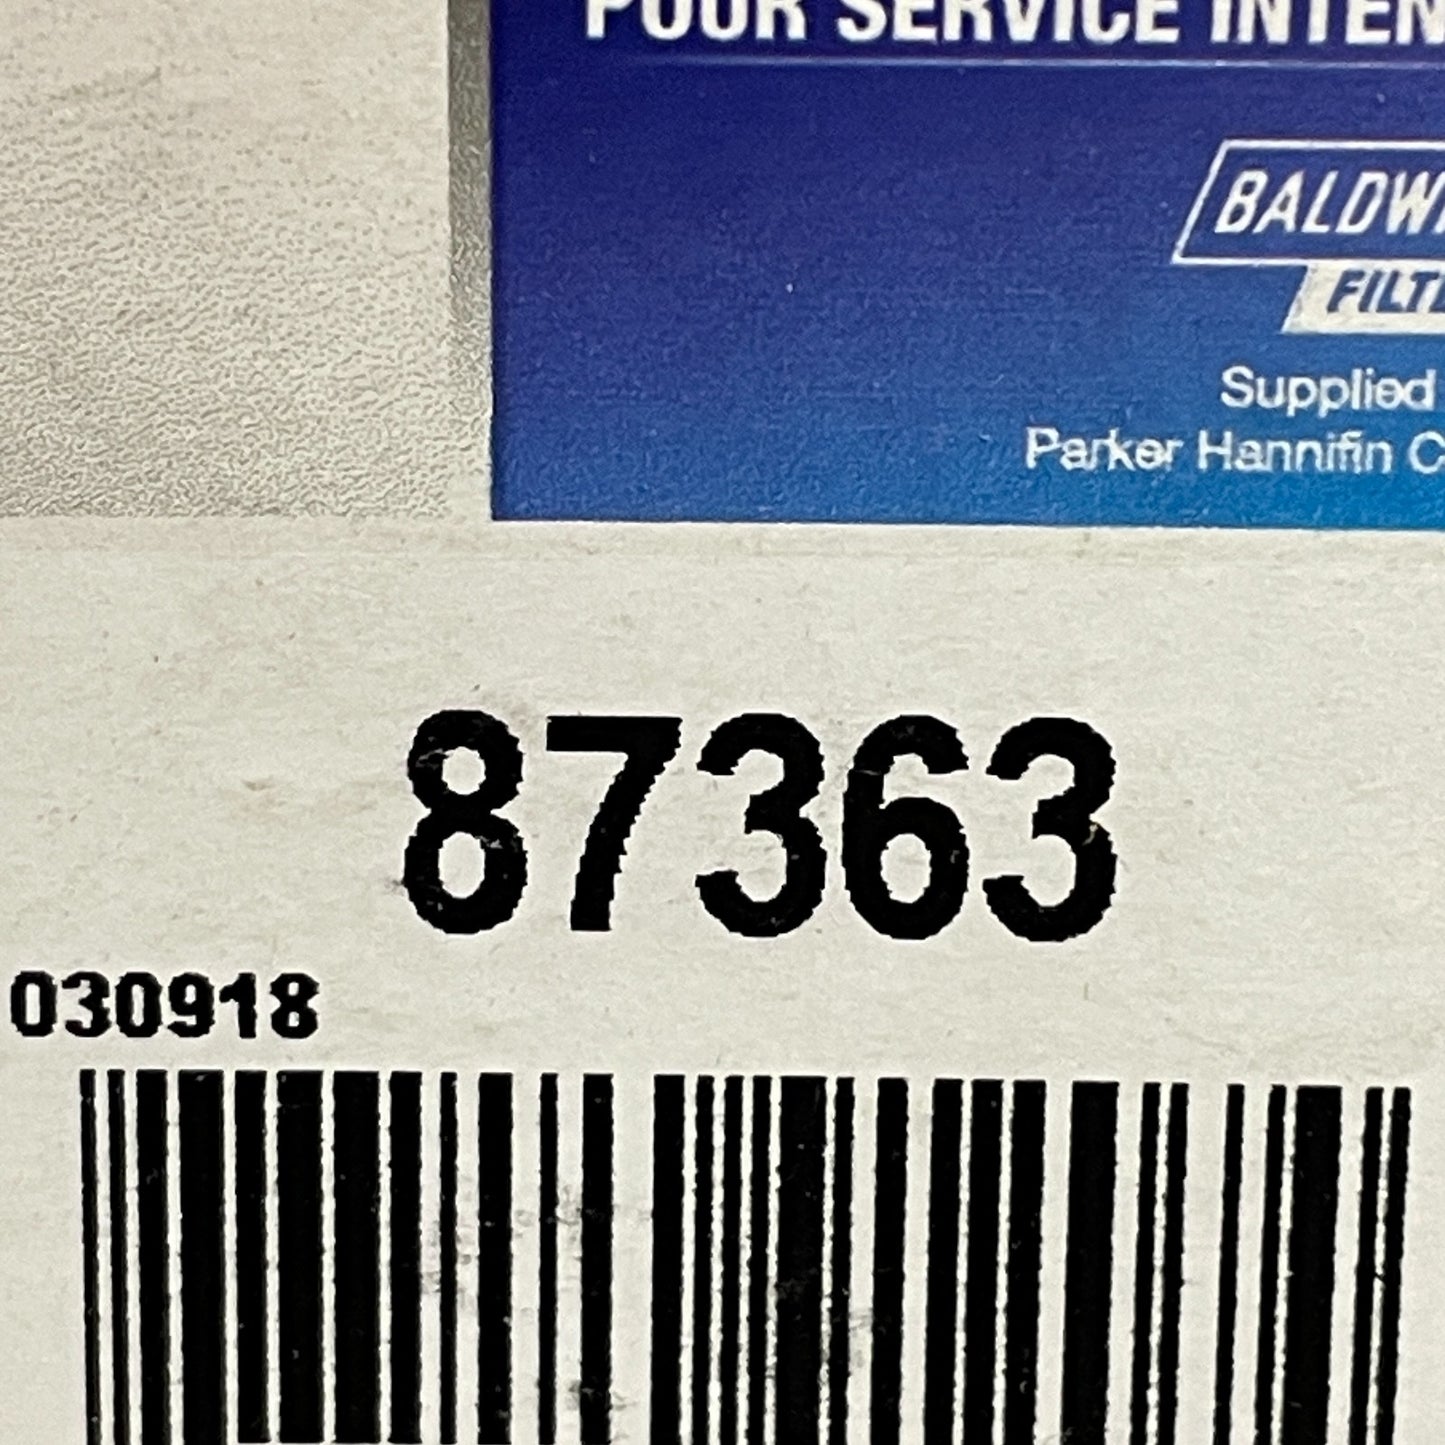 POUR SERVICE INTEN
BALDW
FILT
Supplied
Parker Hannifin C
87363
030918